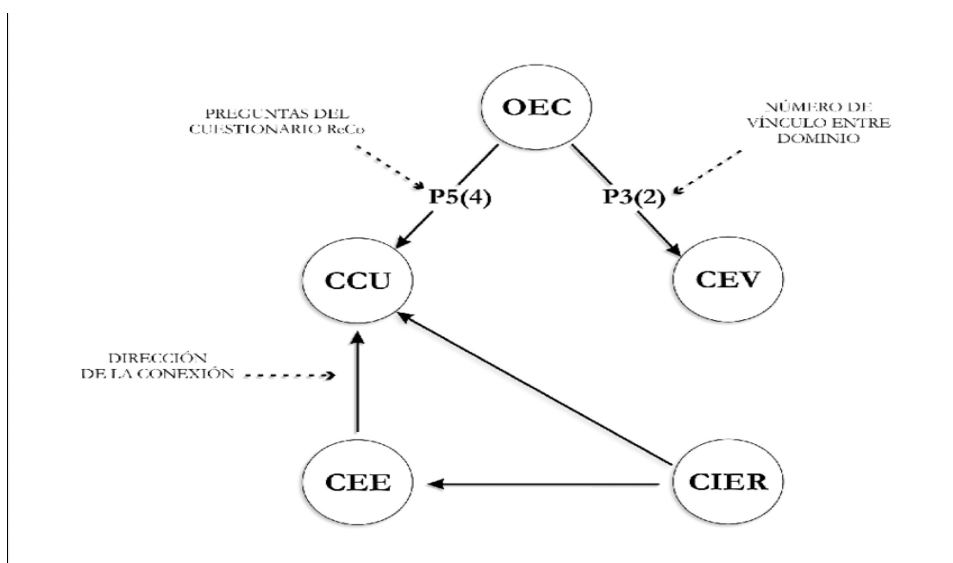 OEC
PREGUNTAS DEL
CUESTIONARIO ReCo
NÚMERO DE
VÍNCULO ENTRE
DOMINIO
P5(4)
P3(2)
CCU
CEV
DIRECCIÓN
DE LA CONEXIÓN
CEE
CIER